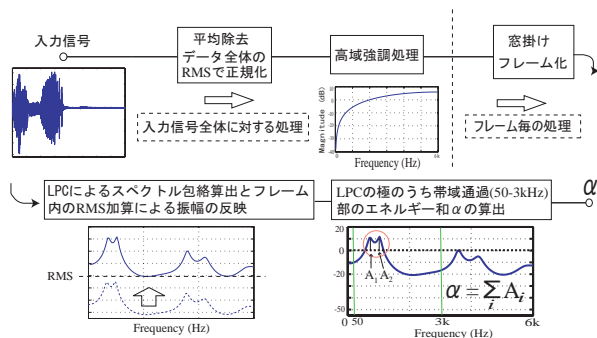 入力信号
平均除去
データ全体の
RMSで正規化
高域強調処理
窓掛け
フレーム化
入力信号全体に対する処理
Magnitude (dB)
0
6k
Frequency (Hz)
フレーム毎の処理
LPCによるスペクトル包絡算出とフレーム
内のRMS加算による振幅の反映
LPCの極のうち帯域通過(50-3kHz)
部のエネルギー和αの算出
α
RMS
Frequency (Hz)
20
0
-20
-50
A1
A2
α = ∑i Ai
0 50
3k
6k
Frequency (Hz)